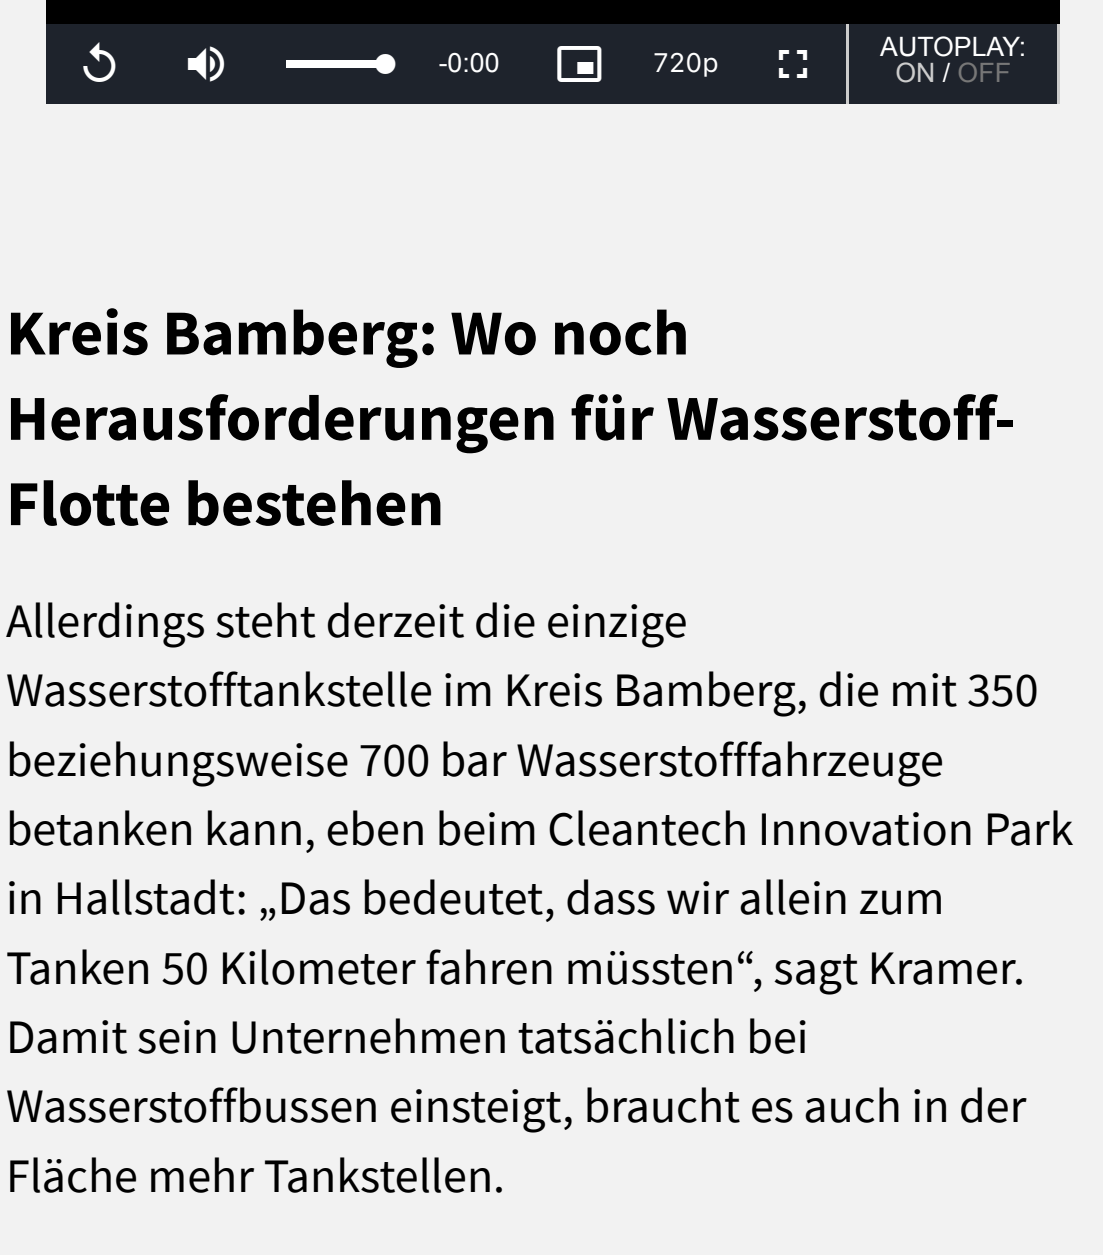 -0:00
720p
AUTOPLAY:
ON / OFF
Kreis Bamberg: Wo noch
Herausforderungen für Wasserstoff-
Flotte bestehen
Allerdings steht derzeit die einzige
Wasserstofftankstelle im Kreis Bamberg, die mit 350
beziehungsweise 700 bar Wasserstofffahrzeuge
betanken kann, eben beim Cleantech Innovation Park
in Hallstadt: „Das bedeutet, dass wir allein zum
Tanken 50 Kilometer fahren müssten“, sagt Kramer.
Damit sein Unternehmen tatsächlich bei
Wasserstoffbussen einsteigt, braucht es auch in der
Fläche mehr Tankstellen.